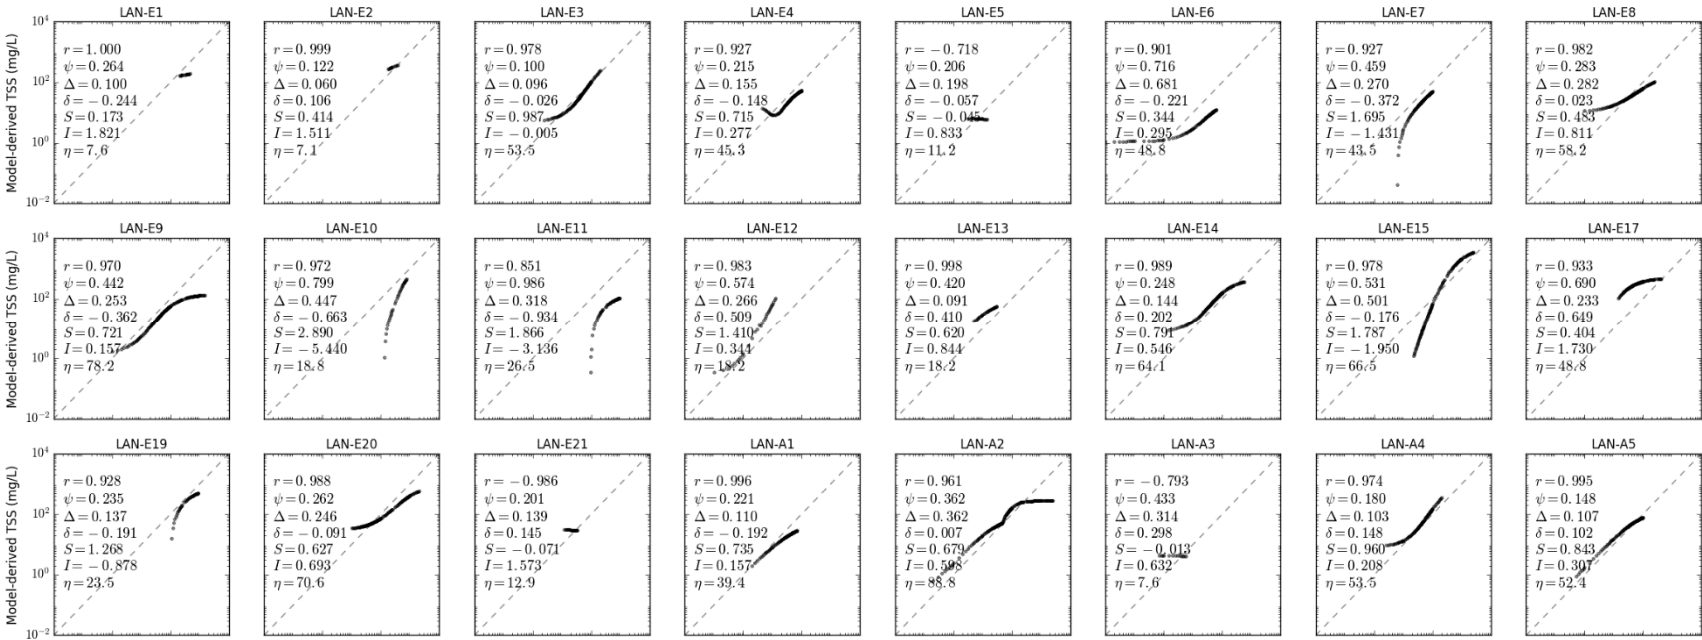 LAN-E1
r = 1.000
ψ = 0.264
Δ = 0.100
δ = −0.244
S = 0.173
I = 1.821
η = 7.6
LAN-E2
r = 0.999
ψ = 0.122
Δ = 0.060
δ = 0.106
S = 0.414
I = 1.511
η = 7.1
LAN-E3
r = 0.978
ψ = 0.100
Δ = 0.096
δ = −0.026
S = 0.987
I = −0.005
η = 53.5
LAN-E4
r = 0.927
ψ = 0.215
Δ = 0.155
δ = −0.148
S = 0.715
I = 0.277
η = 45.3
LAN-E5
r = −0.718
ψ = 0.206
Δ = 0.198
δ = −0.057
S = −0.045
I = 0.833
η = 11.2
LAN-E6
r = 0.901
ψ = 0.716
Δ = 0.681
δ = −0.221
S = 0.344
I = 0.295
η = 48.8
LAN-E7
r = 0.927
ψ = 0.459
Δ = 0.270
δ = −0.372
S = 1.695
I = −1.431
η = 43.5
LAN-E8
r = 0.982
ψ = 0.283
Δ = 0.282
δ = 0.023
S = 0.483
I = 0.811
η = 58.2
Model-derived TSS (mg/L)
10⁴
10²
10⁰
10⁻²
LAN-E9
r = 0.970
ψ = 0.442
Δ = 0.253
δ = −0.362
S = 0.721
I = 0.157
η = 78.2
LAN-E10
r = 0.972
ψ = 0.799
Δ = 0.447
δ = −0.663
S = 2.890
I = −5.440
η = 18.8
LAN-E11
r = 0.851
ψ = 0.986
Δ = 0.318
δ = −0.934
S = 1.866
I = −3.136
η = 26.5
LAN-E12
r = 0.983
ψ = 0.574
Δ = 0.266
δ = 0.509
S = 1.410
I = 0.344
η = 18.2
LAN-E13
r = 0.998
ψ = 0.420
Δ = 0.091
δ = 0.410
S = 0.620
I = 0.844
η = 18.2
LAN-E14
r = 0.989
ψ = 0.248
Δ = 0.144
δ = 0.202
S = 0.791
I = 0.546
η = 64.1
LAN-E15
r = 0.978
ψ = 0.531
Δ = 0.501
δ = −0.176
S = 1.787
I = −1.950
η = 66.5
LAN-E17
r = 0.933
ψ = 0.690
Δ = 0.233
δ = 0.649
S = 0.404
I = 1.730
η = 48.8
Model-derived TSS (mg/L)
10⁴
10²
10⁰
10⁻²
LAN-E19
r = 0.928
ψ = 0.235
Δ = 0.137
δ = −0.191
S = 1.268
I = −0.878
η = 23.5
LAN-E20
r = 0.988
ψ = 0.262
Δ = 0.246
δ = −0.091
S = 0.627
I = 0.693
η = 70.6
LAN-E21
r = −0.986
ψ = 0.201
Δ = 0.139
δ = 0.145
S = −0.071
I = 1.573
η = 12.9
LAN-A1
r = 0.996
ψ = 0.221
Δ = 0.110
δ = −0.192
S = 0.735
I = 0.157
η = 39.4
LAN-A2
r = 0.961
ψ = 0.362
Δ = 0.362
δ = 0.007
S = 0.679
I = 0.598
η = 88.8
LAN-A3
r = −0.793
ψ = 0.433
Δ = 0.314
δ = 0.298
S = −0.013
I = 0.632
η = 7.6
LAN-A4
r = 0.974
ψ = 0.180
Δ = 0.103
δ = 0.148
S = 0.960
I = 0.208
η = 53.5
LAN-A5
r = 0.995
ψ = 0.148
Δ = 0.107
δ = 0.102
S = 0.843
I = 0.307
η = 52.4
Model-derived TSS (mg/L)
10⁴
10²
10⁰
10⁻²